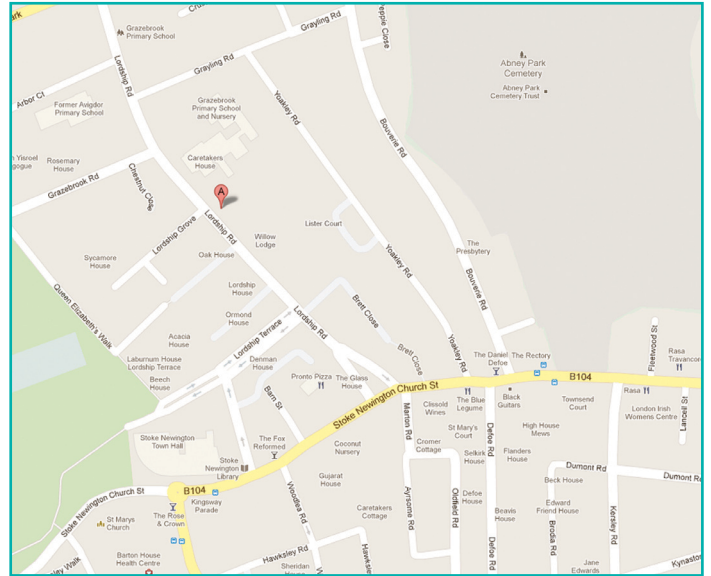 Grazebrook
Primary School
Grayling Rd
Grayling Rd
Lordship Rd
Arbor Ct
Former Avigdor
Primary School
Grazebrook
Primary School
and Nursery
Yoakley Rd
Bouverie Rd
Abney Park
Cemetery
Abney Park
Cemetery Trust
Yisroel
Rosemary
House
Caretakers
House
Grazebrook Rd
Chestnut Close
A
Lordship Rd
Lordship Grove
Lister Court
Willow
Lodge
Oak House
Sycamore
House
Queen Elizabeth's Walk
Lordship
House
Ormond
House
Lordship Rd
Lordship Terrace
Acacia
House
Laburnum House
Lordship Terrace
Beech
House
Denman
House
Brett Close
Brett Close
Yoakley Rd
The
Presbytery
Bouverie Rd
Yoakley Rd
The Daniel
Defoe
The Rectory
B104
Fleetwood St
Rasa
Travancore
Rasa
London Irish
Womens Centre
Lancell St
Pronto Pizza
The Glass
House
Barn St
Stoke Newington Church St
Marton Rd
Clissold
Wines
The Blue
Legume
Black
Guitars
Townsend
Court
St Mary's
Court
Defoe Rd
High House
Mews
Stoke Newington
Town Hall
The Fox
Reformed
Coconut
Nursery
Corner
Cottage
Selkirk
House
Flanders
House
Stoke
Newington
Library
Gujarat
House
Dumont Rd
Dumont Rd
Beck House
B104
Kingsway
Parade
Woodlea Rd
Stoke Newington Church St
Ayrsome Rd
Oldfield Rd
Defoe
House
Beavis
House
Edward
Friend House
Kersley Rd
St Marys
Church
The Rose
& Crown
Caretakers
Cottage
Defoe Rd
Brodia Rd
Hawksley Rd
Barton House
Health Centre
Sheridan
Jane
Edwards